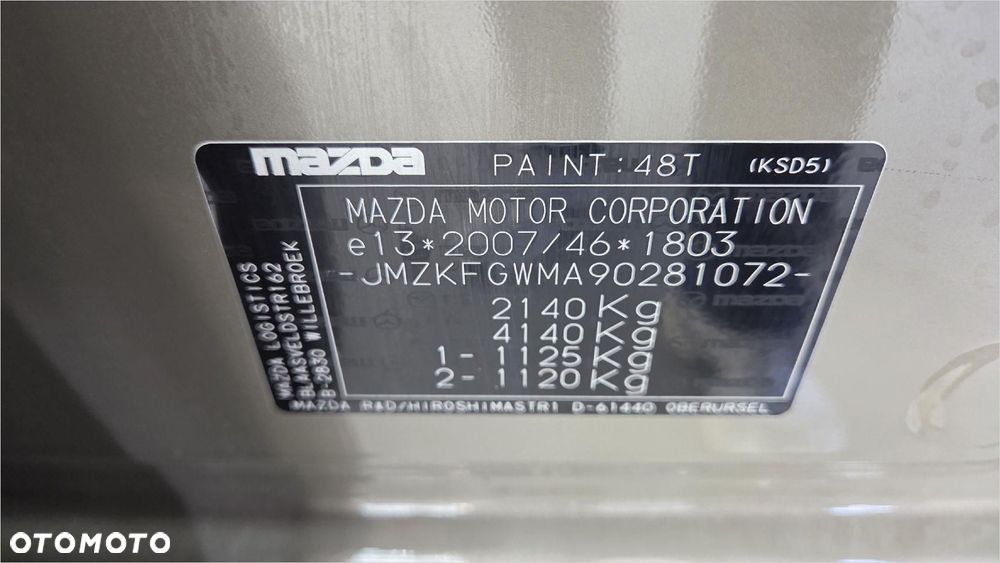 mazda PAINT:48T (KSD5)
MAZDA MOTOR CORPORATION
e13*2007/46*1803
-JMZKFGWMA90281072-
2140Kg
4140Kg
1-1125Kg
2-1120Kg
MAZDA LOGISTICS
BLAASVELDSTR162
B-2830 WILLEBROEK
MAZDA R&D/HIROSHIMASTR1 D-61440 OBERURSEL
OTOMOTO